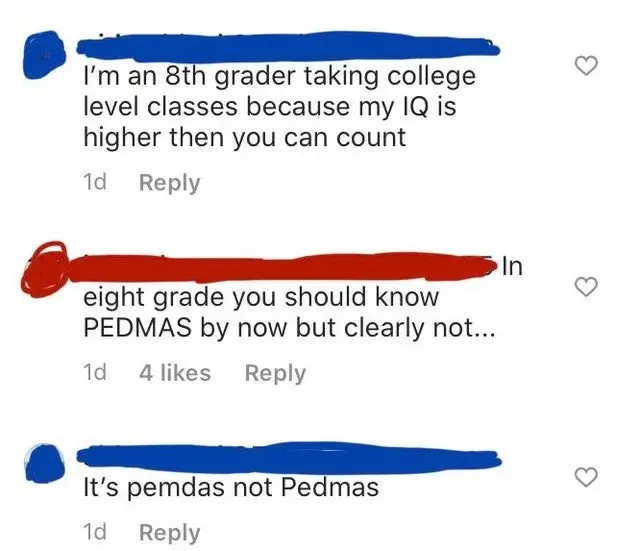 I'm an 8th grader taking college
level classes because my IQ is
higher then you can count
1d Reply
In
eight grade you should know
PEDMAS by now but clearly not...
1d 4 likes Reply
It's pemdas not Pedmas
1d Reply